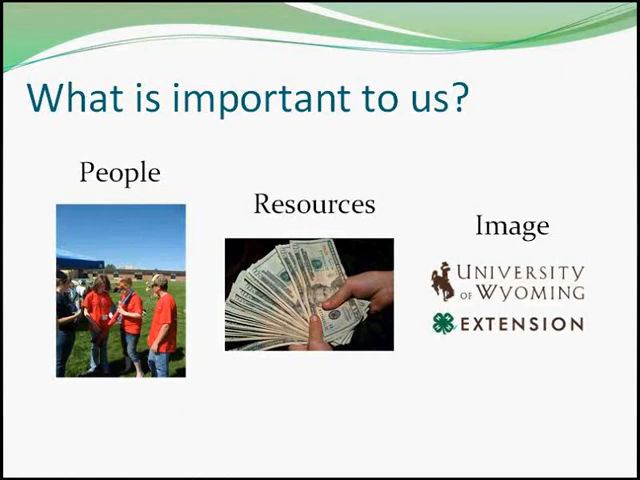 What is important to us?
People
Resources
Image
UNIVERSITY
OF WYOMING
EXTENSION